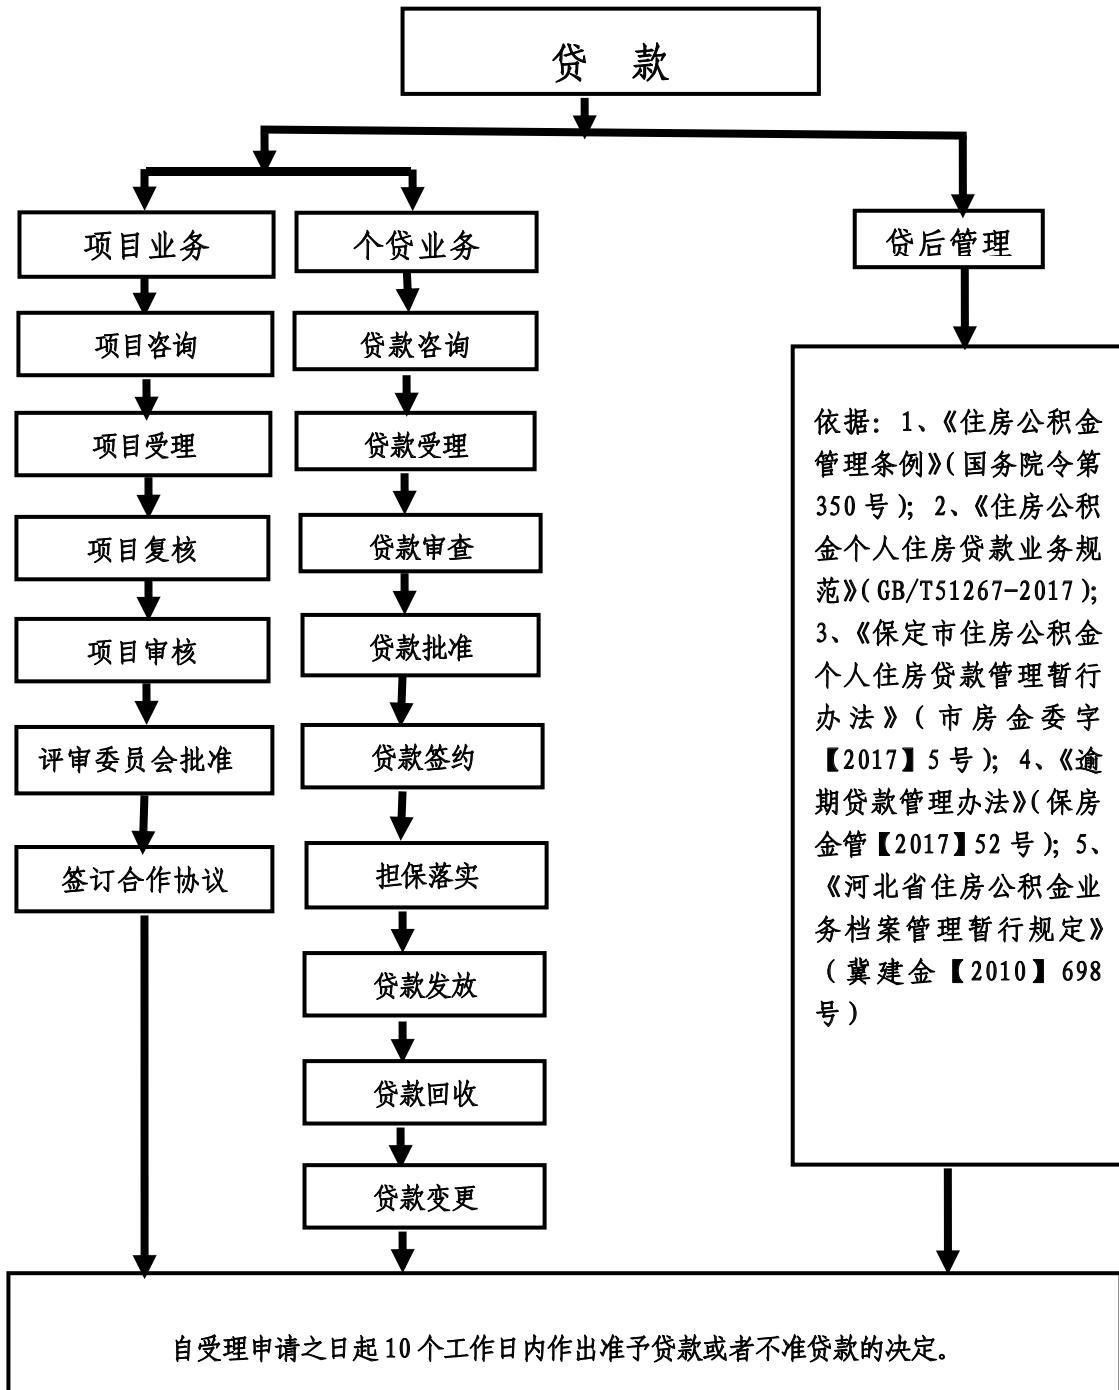 贷 款
项目业务
个贷业务
贷后管理
项目咨询
项目受理
项目复核
项目审核
评审委员会批准
签订合作协议
贷款咨询
贷款受理
贷款审查
贷款批准
贷款签约
担保落实
贷款发放
贷款回收
贷款变更
依据：1、《住房公积金
管理条例》（国务院令第
350 号）；2、《住房公积
金个人住房贷款业务规
范》（GB/T51267-2017）；
3、《保定市住房公积金
个人住房贷款管理暂行
办法》（市房金委字
【2017】5 号）；4、《逾
期贷款管理办法》（保房
金管【2017】52 号）；5、
《河北省住房公积金业
务档案管理暂行规定》
（冀建金【2010】698
号）
自受理申请之日起 10 个工作日内作出准予贷款或者不准贷款的决定。